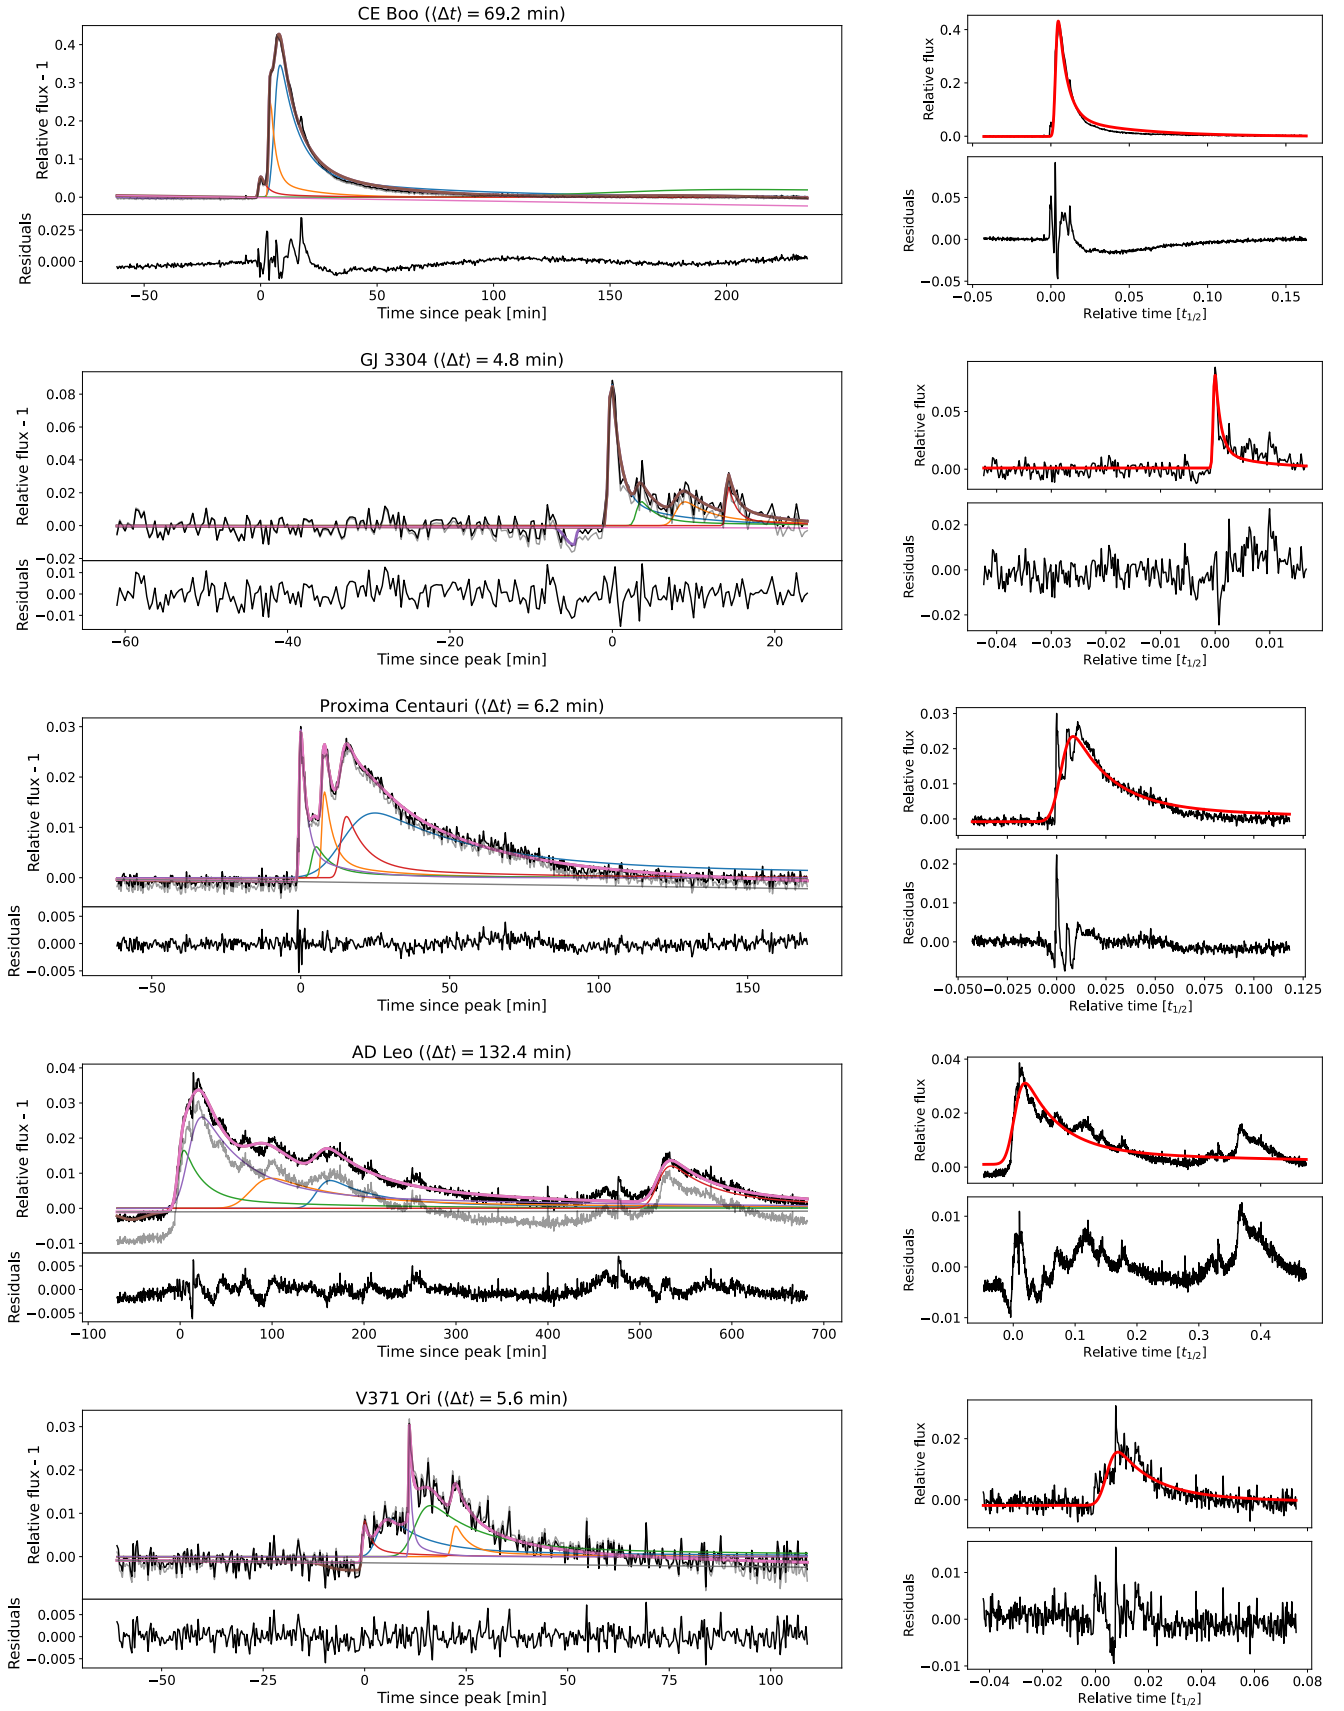 CE Boo (⟨Δt⟩ = 69.2 min)
0.4
0.3
0.2
0.1
0.0
Relative flux - 1
0.025
0.000
Residuals
−50 0 50 100 150 200
Time since peak [min]
0.4
0.2
0.0
Relative flux
0.05
0.00
−0.05
Residuals
−0.05 0.00 0.05 0.10 0.15
Relative time [t1/2]
GJ 3304 (⟨Δt⟩ = 4.8 min)
0.08
0.06
0.04
0.02
0.00
−0.02
Relative flux - 1
0.01
0.00
−0.01
Residuals
−60 −40 −20 0 20
Time since peak [min]
0.05
0.00
Relative flux
0.02
0.00
−0.02
Residuals
−0.04 −0.03 −0.02 −0.01 0.00 0.01
Relative time [t1/2]
Proxima Centauri (⟨Δt⟩ = 6.2 min)
0.03
0.02
0.01
0.00
Relative flux - 1
0.005
0.000
−0.005
Residuals
−50 0 50 100 150
Time since peak [min]
0.03
0.02
0.01
0.00
Relative flux
0.02
0.01
0.00
Residuals
−0.050 −0.025 0.000 0.025 0.050 0.075 0.100 0.125
Relative time [t1/2]
AD Leo (⟨Δt⟩ = 132.4 min)
0.04
0.03
0.02
0.01
0.00
−0.01
Relative flux - 1
0.005
0.000
−0.005
Residuals
−100 0 100 200 300 400 500 600 700
Time since peak [min]
0.04
0.02
0.00
Relative flux
0.01
0.00
−0.01
Residuals
0.0 0.1 0.2 0.3 0.4
Relative time [t1/2]
V371 Ori (⟨Δt⟩ = 5.6 min)
0.03
0.02
0.01
0.00
Relative flux - 1
0.005
0.000
−0.005
Residuals
−50 −25 0 25 50 75 100
Time since peak [min]
0.02
0.00
Relative flux
0.01
0.00
−0.01
Residuals
−0.04 −0.02 0.00 0.02 0.04 0.06 0.08
Relative time [t1/2]